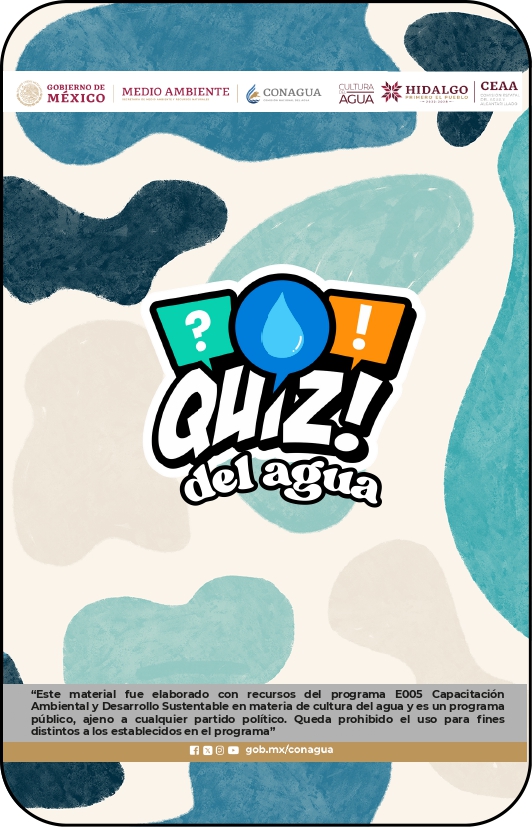 GOBIERNO DE
MÉXICO
MEDIO AMBIENTE
CONAGUA
CULTURA
DEL
AGUA
HIDALGO
PRIMERO EL PUEBLO
CEAA
?
!
QUIZ!
del agua
“Este material fue elaborado con recursos del programa E005 Capacitación
Ambiental y Desarrollo Sustentable en materia de cultura del agua y es un programa
público, ajeno a cualquier partido político. Queda prohibido el uso para fines
distintos a los establecidos en el programa”
gob.mx/conagua